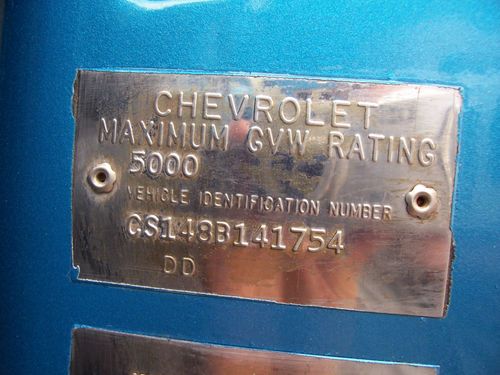 CHEVROLET
MAXIMUM GVW RATING
5000
VEHICLE IDENTIFICATION NUMBER
CS148B141754
DD